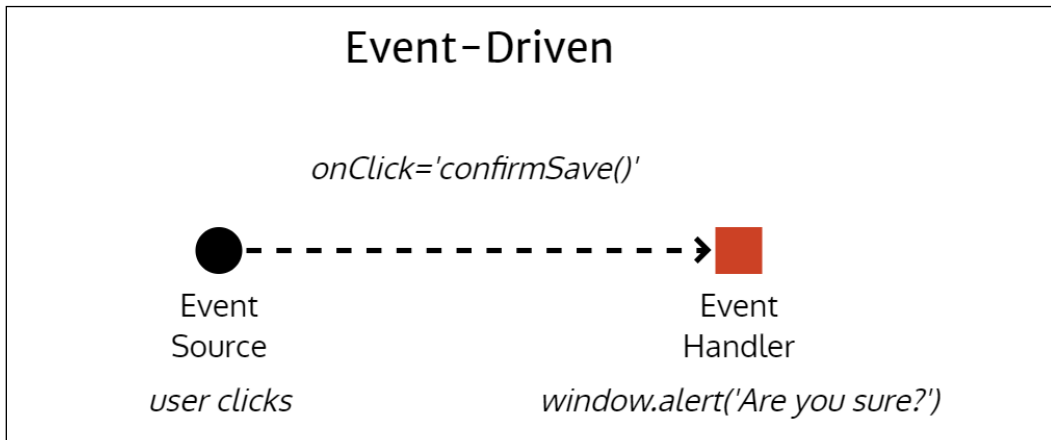 Event-Driven
onClick='confirmSave()'
Event
Source
user clicks
Event
Handler
window.alert('Are you sure?')